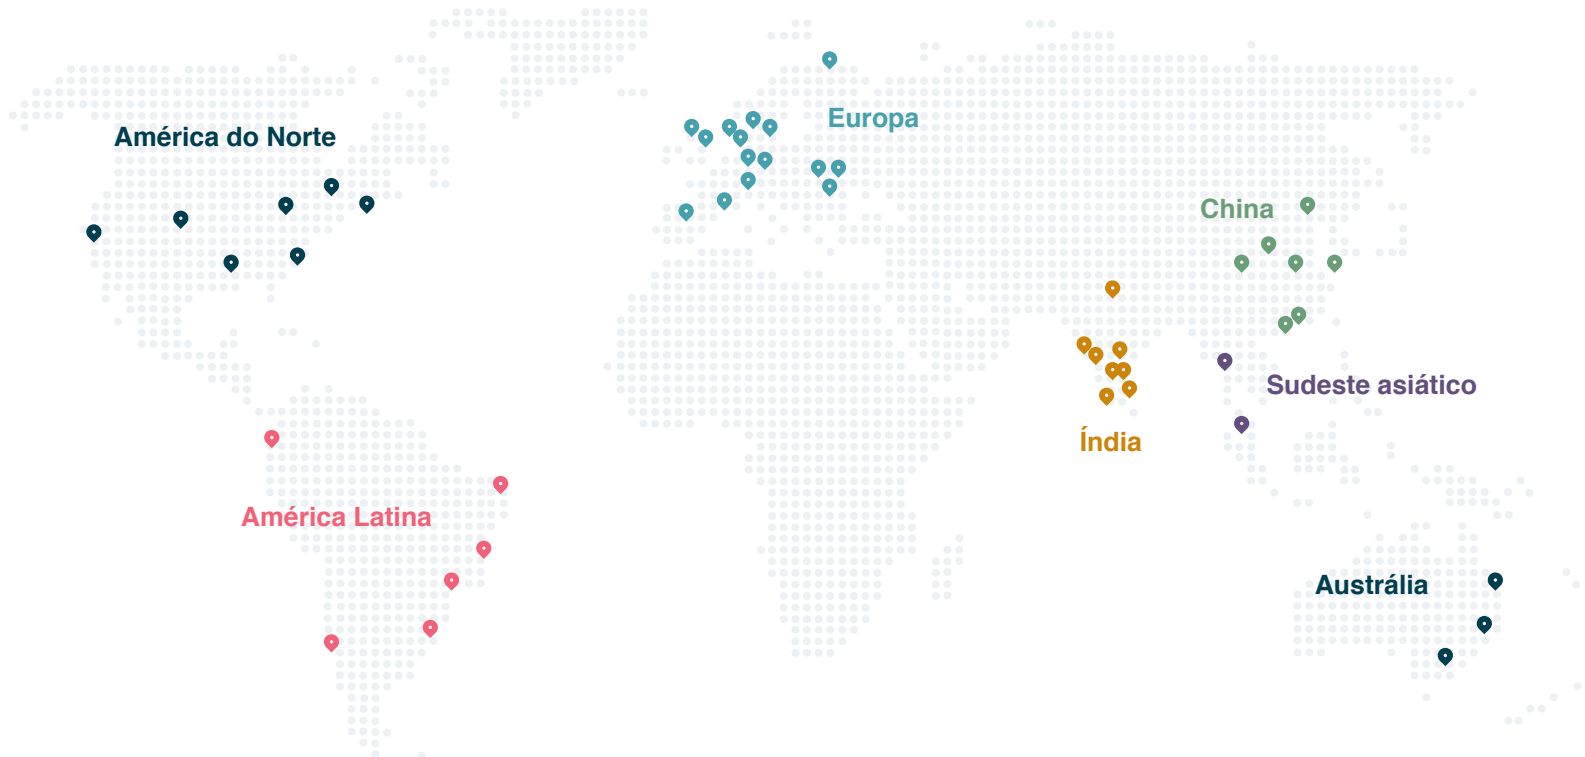 Europa
América do Norte
China
Sudeste asiático
Índia
América Latina
Austrália